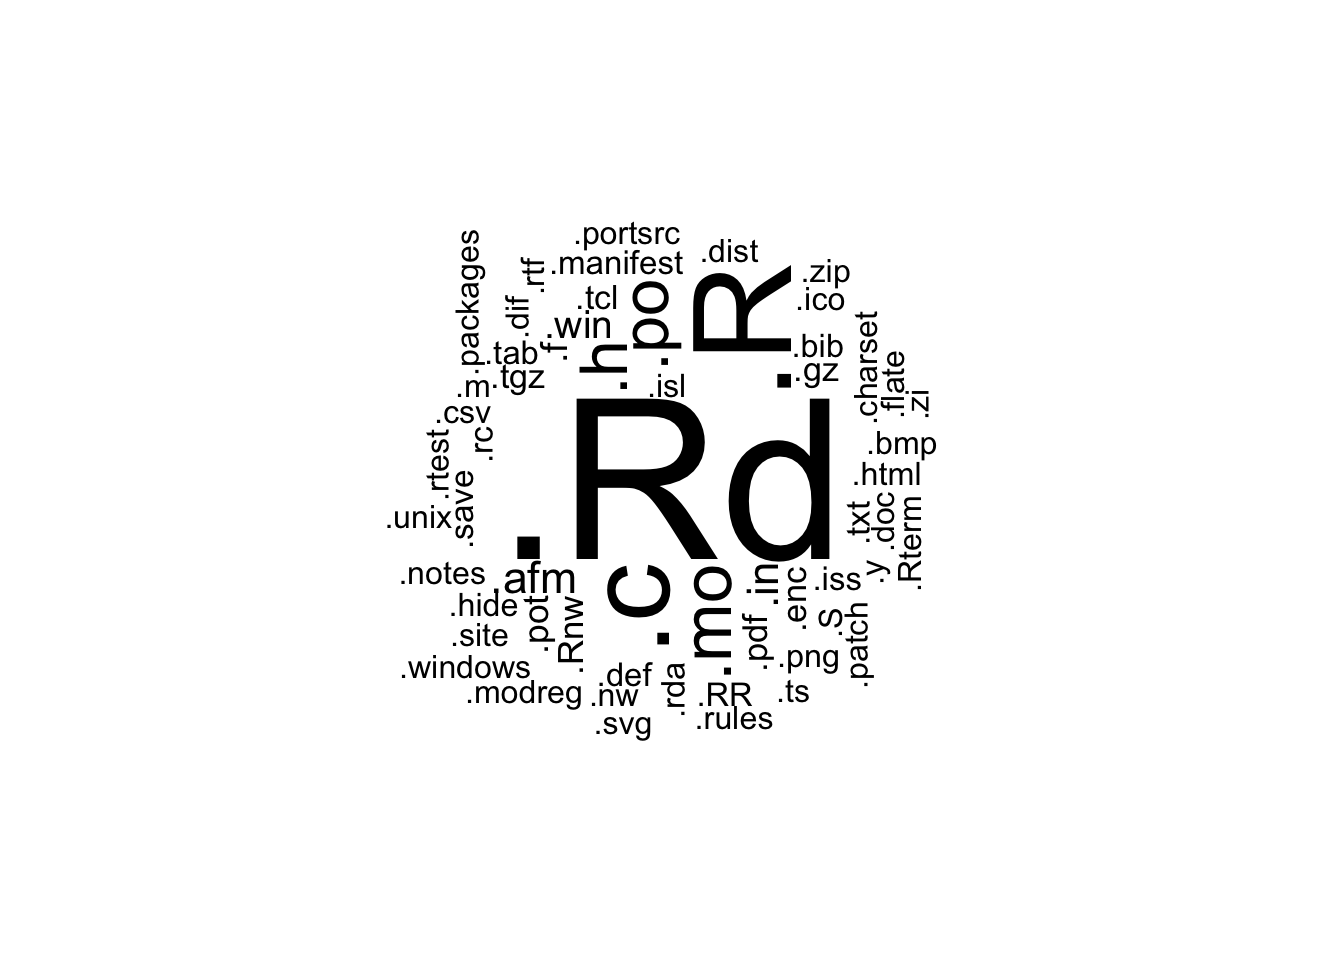 .portsrc
.dist
.manifest
.packages
.rtf
.zip
.tcl
.po
.R
.ico
.dif
.win
.charset
.tab
.f
.h
.bib
.tgz
.gz
.m
.isl
.flate
.zi
.csv
.rc
.Rd
.bmp
.rtest
.html
.save
.unix
.txt
.doc
.Rterm
.notes
.afm
.c
.mo
.in
.enc
.iss
.y
.hide
.pot
.Rnw
.pdf
.S
.patch
.site
.windows
.def
.rda
.png
.modreg
.nw
.RR
.ts
.svg
.rules